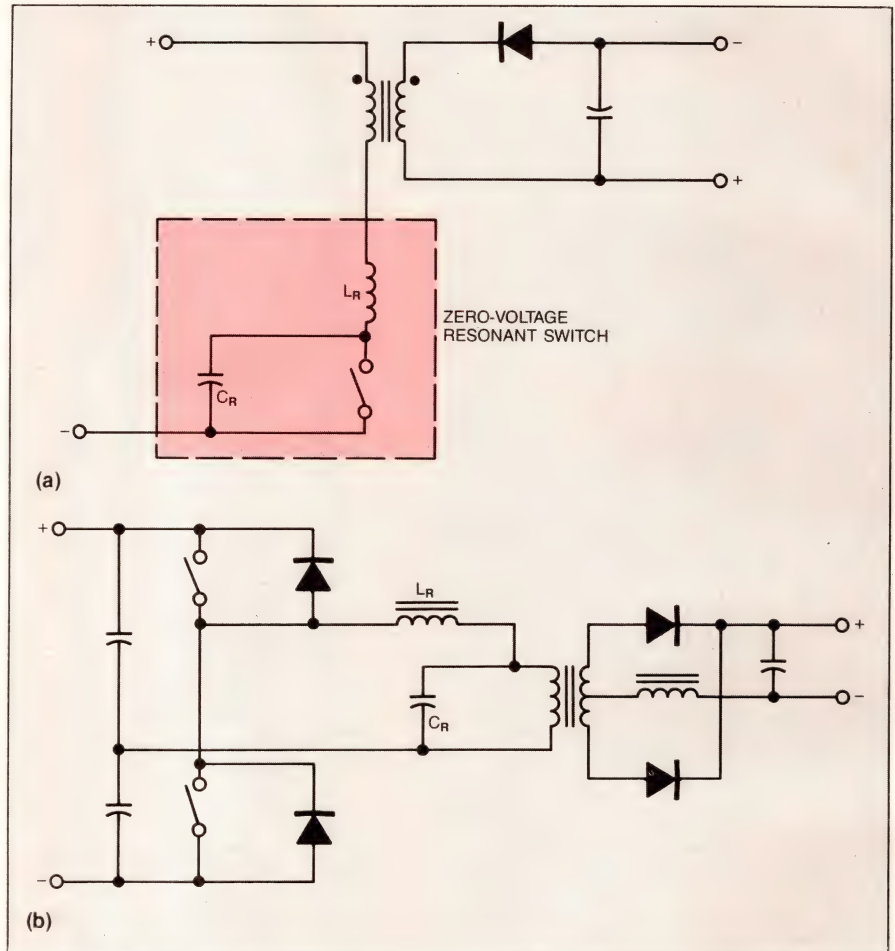 +
−
LR
ZERO-VOLTAGE
RESONANT SWITCH
CR
+
−
(a)
+
LR
+
CR
−
−
(b)